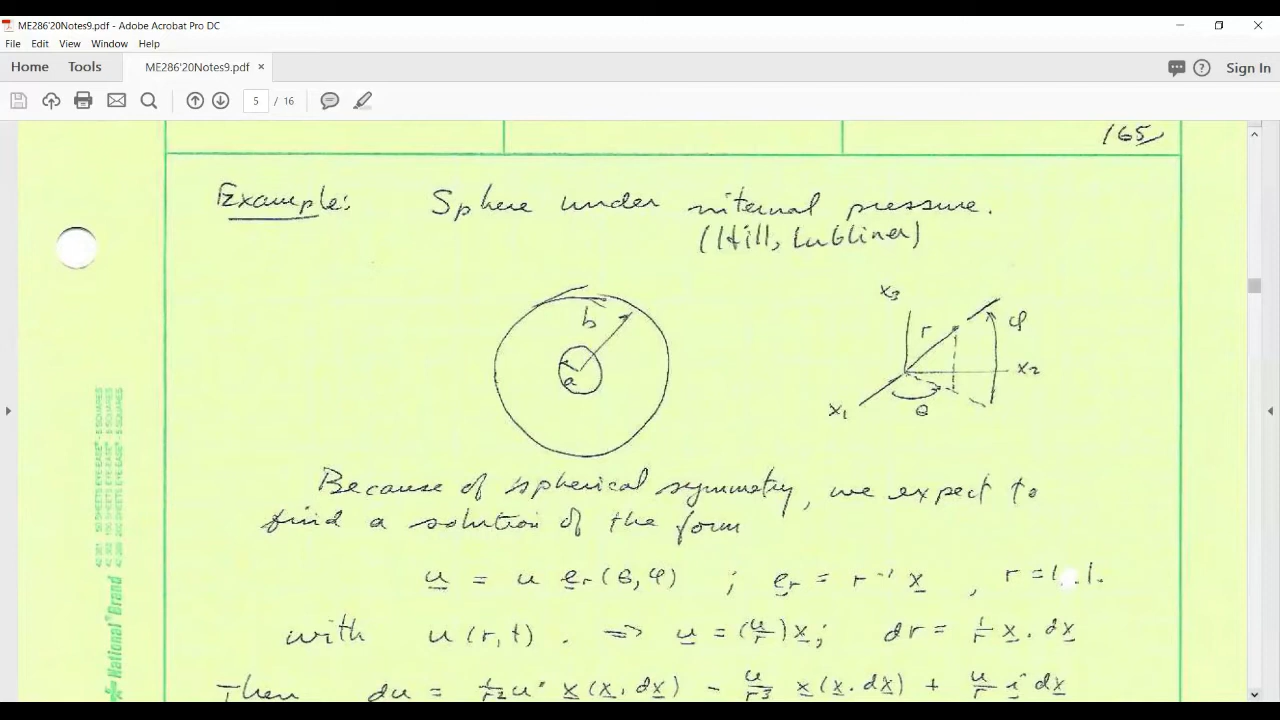 ME286'20Notes9.pdf - Adobe Acrobat Pro DC
File Edit View Window Help
Home Tools ME286'20Notes9.pdf × Sign In
5 / 16
165
Example: Sphere under internal pressure.
(Hill, Lubliner)
b
a
x3
r
φ
x2
x1
θ
Because of spherical symmetry, we expect to
find a solution of the form
u = u er(θ,φ) ; er = r⁻¹ x , r =
with u(r,t). ⇒ u = (u/r)x; dr = 1/r x . dx
Then du = 1/r2 u' x(x.dx) - u/r3 x(x.dx) + u/r i dx
National Brand